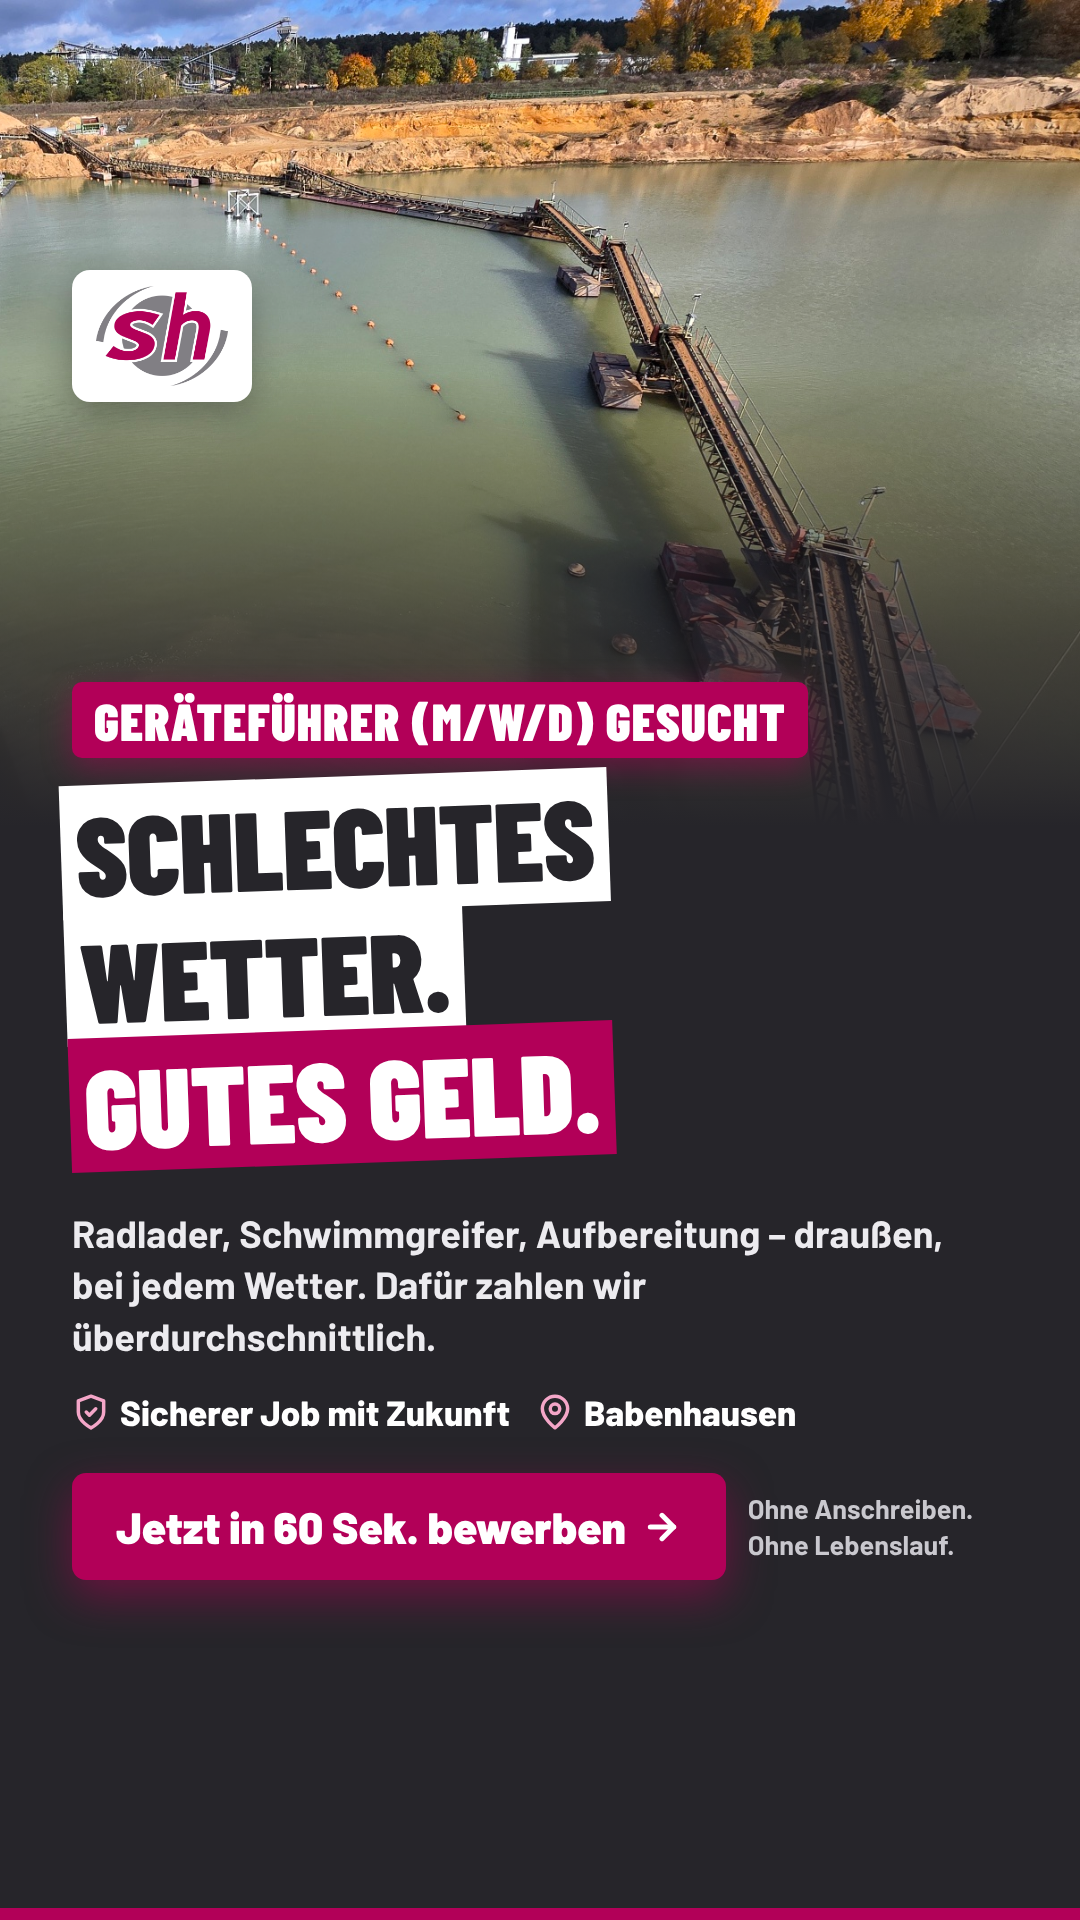 sh
GERÄTEFÜHRER (M/W/D) GESUCHT
SCHLECHTES
WETTER.
GUTES GELD.
Radlader, Schwimmgreifer, Aufbereitung – draußen,
bei jedem Wetter. Dafür zahlen wir
überdurchschnittlich.
Sicherer Job mit Zukunft Babenhausen
Jetzt in 60 Sek. bewerben →
Ohne Anschreiben.
Ohne Lebenslauf.